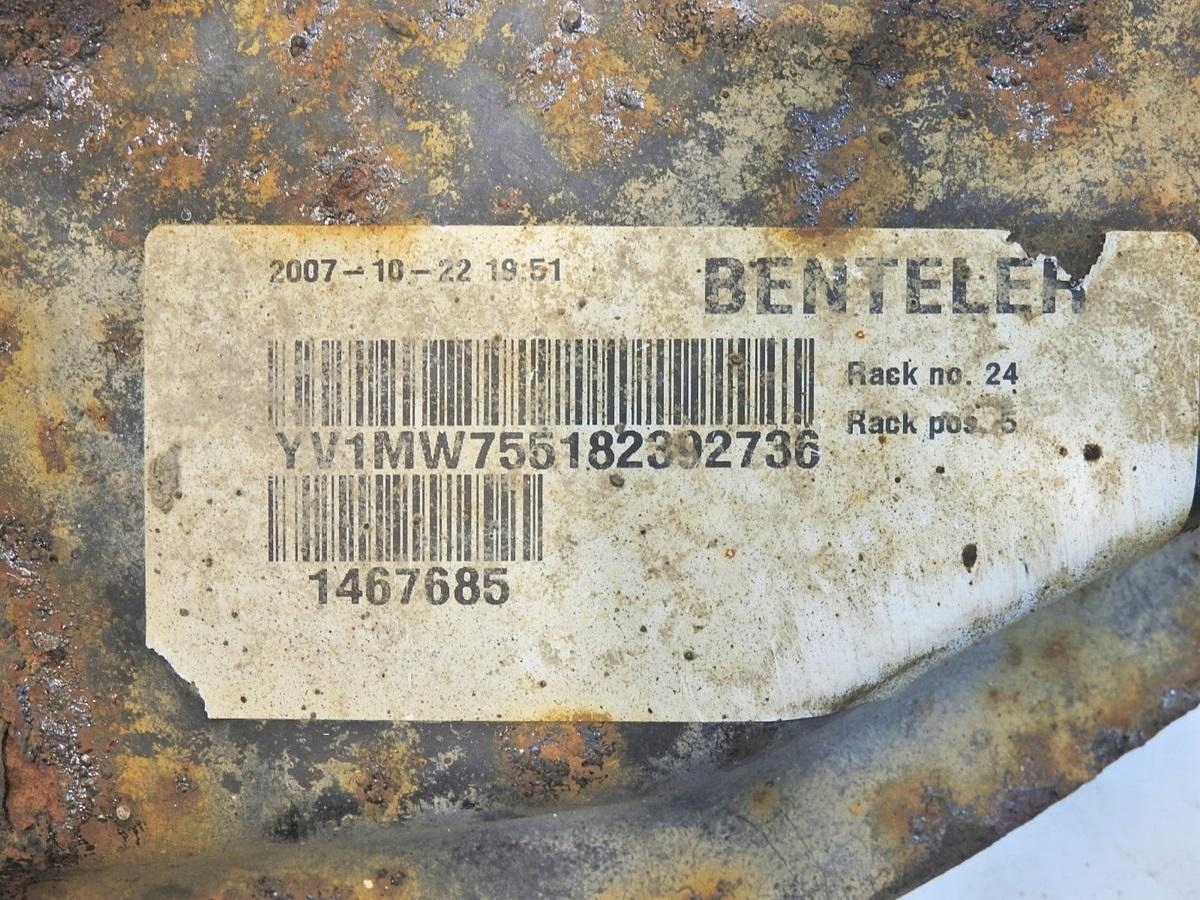 2007-10-22 19:51
BENTELER
Rack no. 24
Rack pos. 5
YV1MW755182392736
1467685